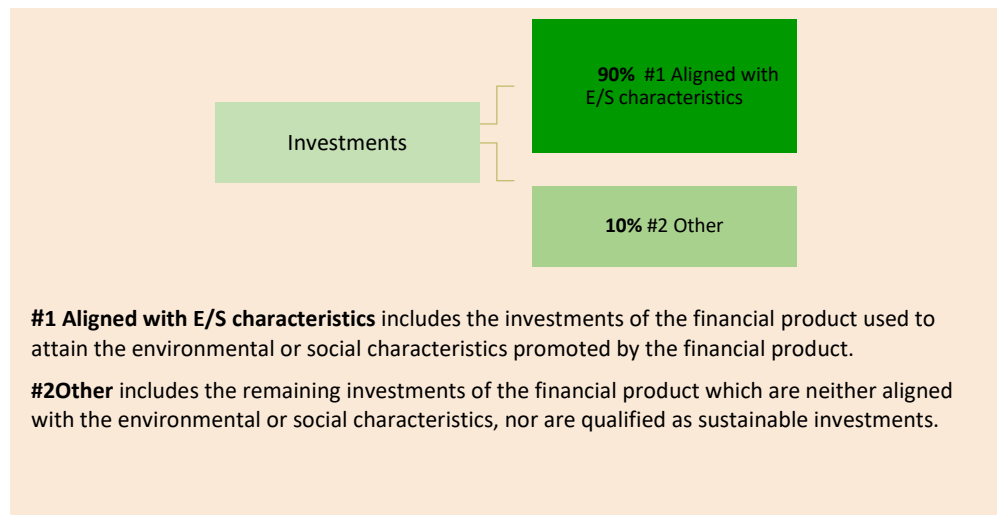 90% #1 Aligned with
E/S characteristics
Investments
10% #2 Other
#1 Aligned with E/S characteristics includes the investments of the financial product used to
attain the environmental or social characteristics promoted by the financial product.
#2Other includes the remaining investments of the financial product which are neither aligned
with the environmental or social characteristics, nor are qualified as sustainable investments.